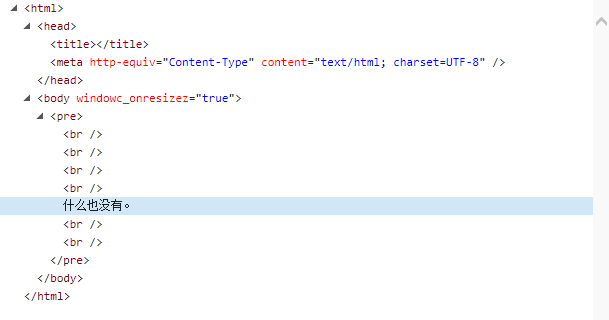 <html>
<head>
<title></title>
<meta http-equiv="Content-Type" content="text/html; charset=UTF-8" />
</head>
<body windowc_onresizez="true">
<pre>
<br />
<br />
<br />
<br />
什么也没有。
<br />
<br />
</pre>
</body>
</html>